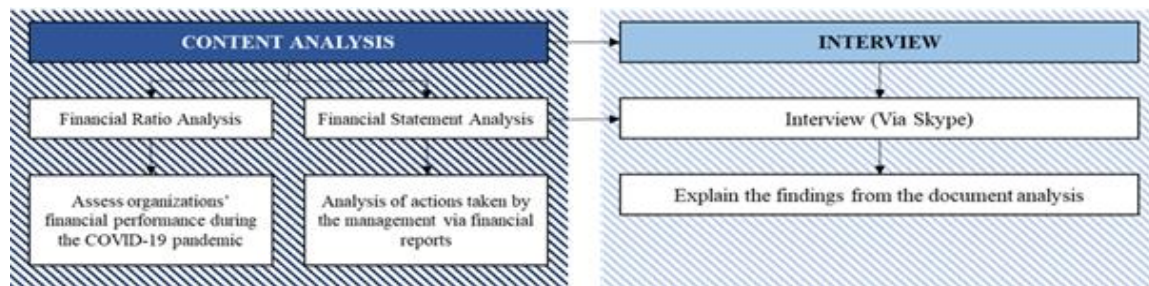 CONTENT ANALYSIS
Financial Ratio Analysis
Assess organizations'
financial performance during
the COVID-19 pandemic
Financial Statement Analysis
Analysis of actions taken by
the management via financial
reports
INTERVIEW
Interview (Via Skype)
Explain the findings from the document analysis